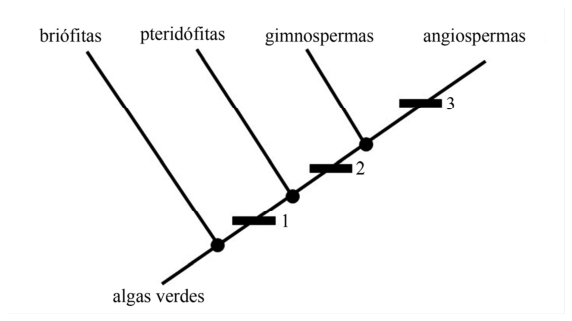 briófitas
pteridófitas
gimnospermas
angiospermas
3
2
1
algas verdes